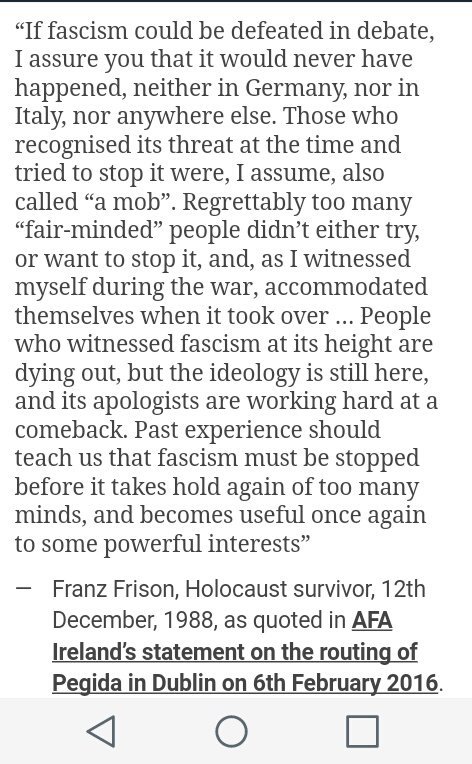 “If fascism could be defeated in debate,
I assure you that it would never have
happened, neither in Germany, nor in
Italy, nor anywhere else. Those who
recognised its threat at the time and
tried to stop it were, I assume, also
called “a mob”. Regrettably too many
“fair-minded” people didn’t either try,
or want to stop it, and, as I witnessed
myself during the war, accommodated
themselves when it took over ... People
who witnessed fascism at its height are
dying out, but the ideology is still here,
and its apologists are working hard at a
comeback. Past experience should
teach us that fascism must be stopped
before it takes hold again of too many
minds, and becomes useful once again
to some powerful interests”
— Franz Frison, Holocaust survivor, 12th
December, 1988, as quoted in AFA
Ireland’s statement on the routing of
Pegida in Dublin on 6th February 2016.